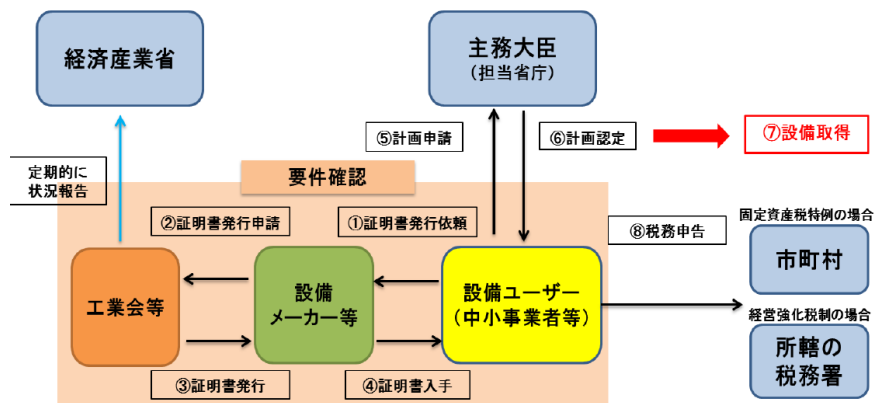 経済産業省
主務大臣
（担当省庁）
⑤計画申請
⑥計画認定
⑦設備取得
定期的に
状況報告
要件確認
②証明書発行申請
①証明書発行依頼
⑧税務申告
固定資産税特例の場合
市町村
工業会等
設備
メーカー等
設備ユーザー
（中小事業者等）
経営強化税制の場合
所轄の
税務署
③証明書発行
④証明書入手